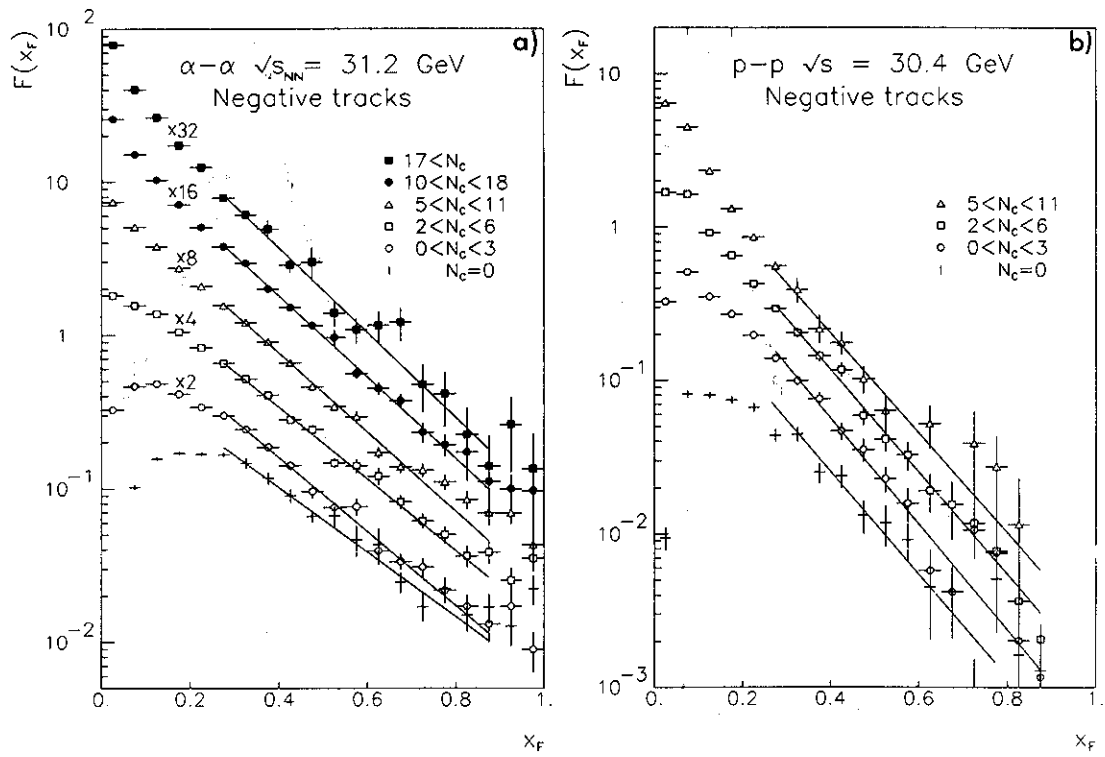 a)
α-α √s_NN = 31.2 GeV
Negative tracks
F(x_F)
10^2
10
1
10^-1
10^-2
x32
x16
x8
x4
x2
17<N_c
10<N_c<18
5<N_c<11
2<N_c<6
0<N_c<3
N_c=0
0. 0.2 0.4 0.6 0.8 1.
x_F
b)
p-p √s = 30.4 GeV
Negative tracks
F(x_F)
10
1
10^-1
10^-2
10^-3
5<N_c<11
2<N_c<6
0<N_c<3
N_c=0
0.2 0.4 0.6 0.8 1.
x_F